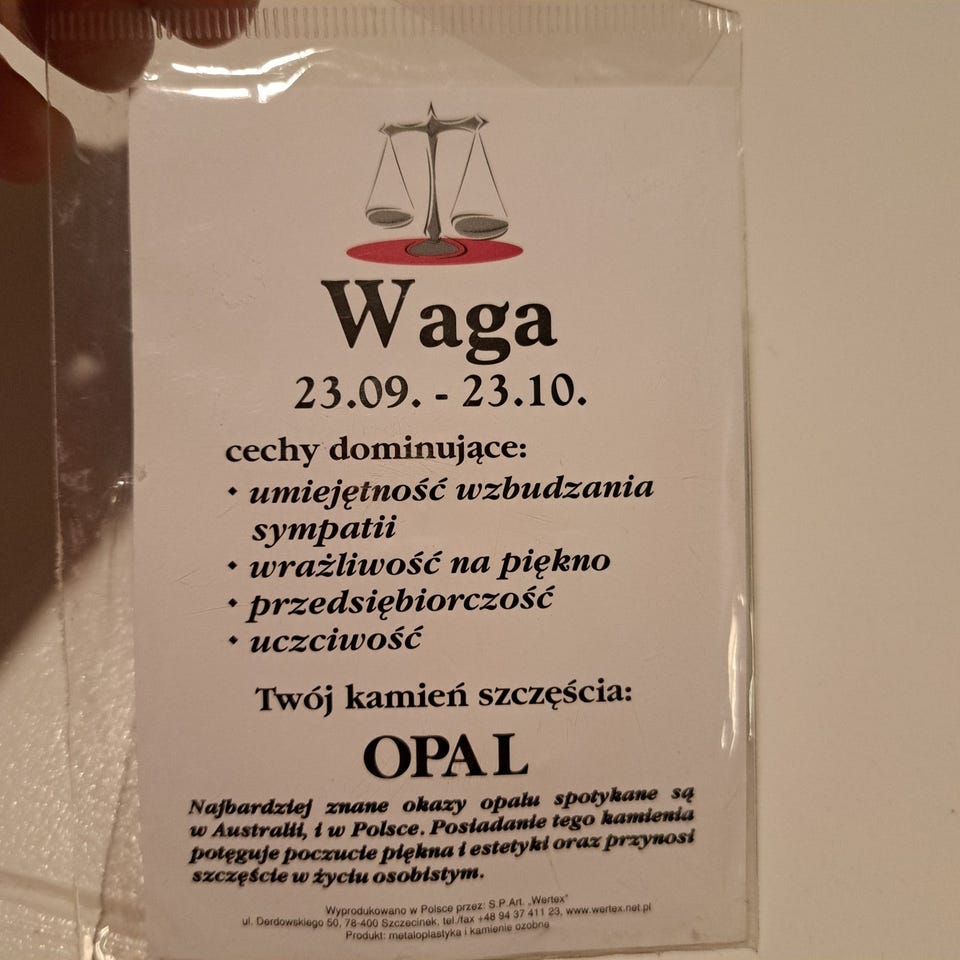 Waga
23.09. - 23.10.
cechy dominujące:
• umiejętność wzbudzania
sympatii
• wrażliwość na piękno
• przedsiębiorczość
• uczciwość
Twój kamień szczęścia:
OPAL
Najbardziej znane okazy opalu spotykane są
w Australii, i w Polsce. Posiadanie tego kamienia
potęguje poczucie piękna i estetyki oraz przynosi
szczęście w życiu osobistym.
Wyprodukowano w Polsce przez: S.P.Art. „Wertex"
ul. Derdowskiego 50, 78-400 Szczecinek, tel./fax +48 94 37 411 23, www.wertex.net.pl
Produkt: metaloplastyka i kamienie ozobne